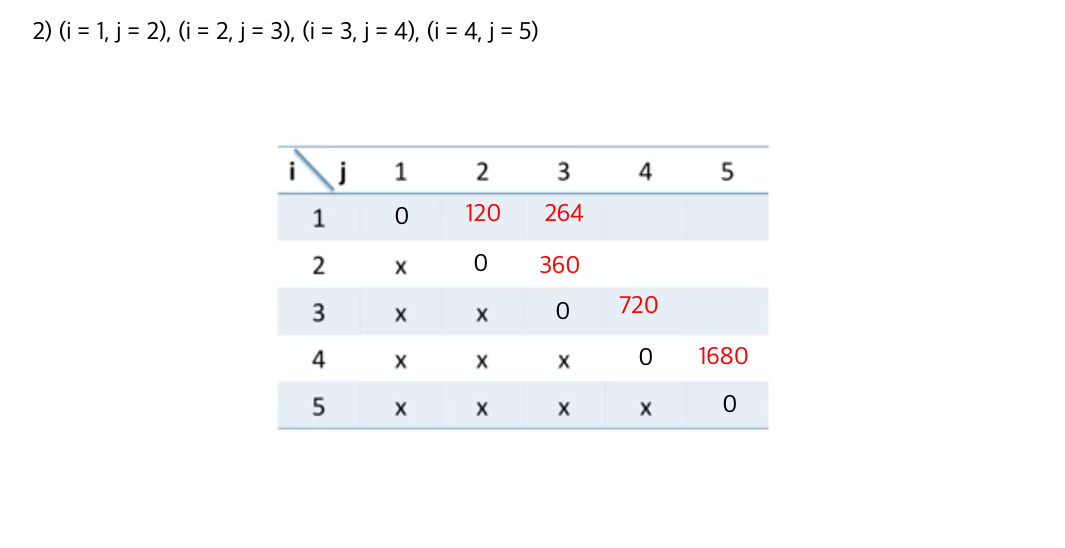 2) (i = 1, j = 2), (i = 2, j = 3), (i = 3, j = 4), (i = 4, j = 5)
i \ j 1 2 3 4 5
1 0 120 264
2 x 0 360
3 x x 0 720
4 x x x 0 1680
5 x x x x 0